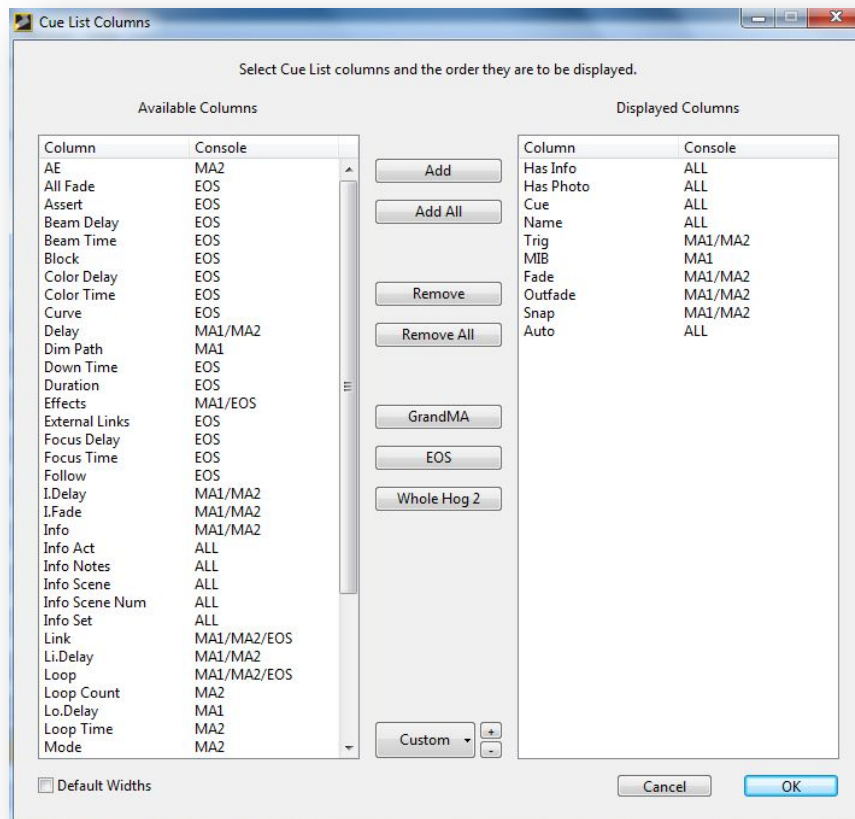 Cue List Columns
Select Cue List columns and the order they are to be displayed.
Available Columns
Column Console
AE MA2
All Fade EOS
Assert EOS
Beam Delay EOS
Beam Time EOS
Block EOS
Color Delay EOS
Color Time EOS
Curve EOS
Delay MA1/MA2
Dim Path MA1
Down Time EOS
Duration EOS
Effects MA1/EOS
External Links EOS
Focus Delay EOS
Focus Time EOS
Follow EOS
I.Delay MA1/MA2
I.Fade MA1/MA2
Info MA1/MA2
Info Act ALL
Info Notes ALL
Info Scene ALL
Info Scene Num ALL
Info Set ALL
Link MA1/MA2/EOS
Li.Delay MA1/MA2
Loop MA1/MA2/EOS
Loop Count MA2
Lo.Delay MA1
Loop Time MA2
Mode MA2
Default Widths
Add
Add All
Remove
Remove All
GrandMA
EOS
Whole Hog 2
Custom
+
-
Displayed Columns
Column Console
Has Info ALL
Has Photo ALL
Cue ALL
Name ALL
Trig MA1/MA2
MIB MA1
Fade MA1/MA2
Outfade MA1/MA2
Snap MA1/MA2
Auto ALL
Cancel
OK